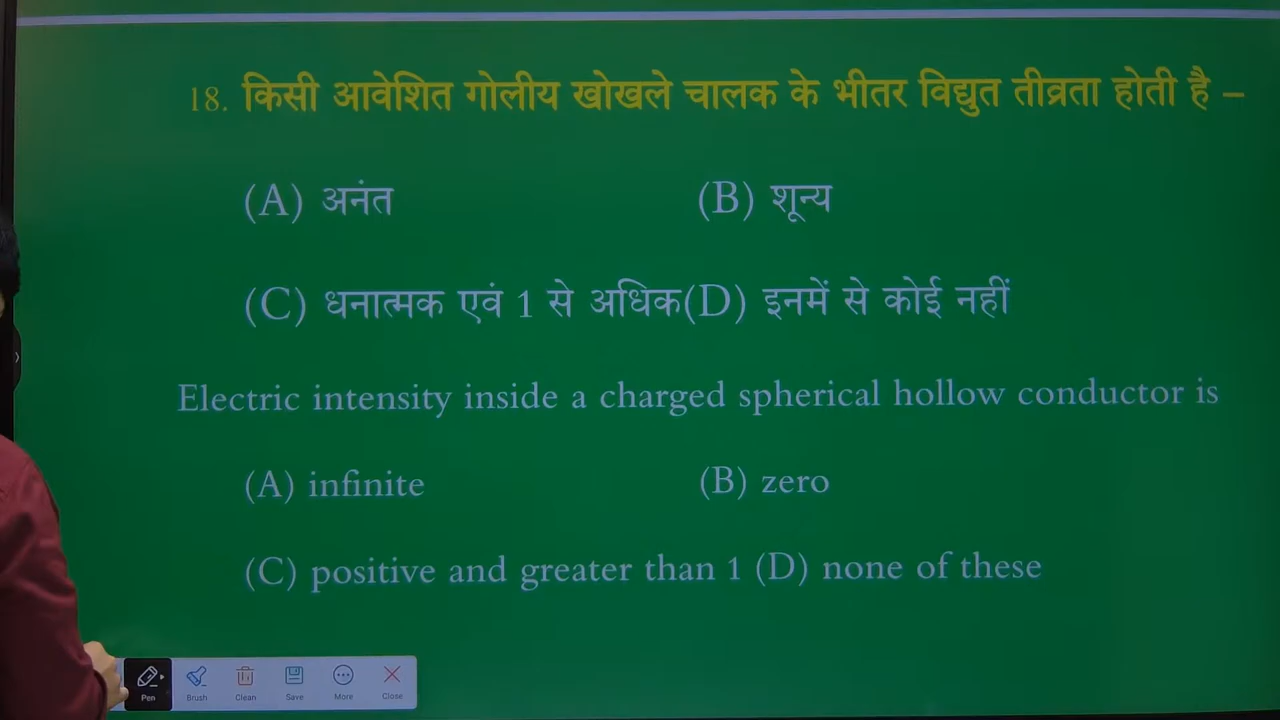 18. किसी आवेशित गोलीय खोखले चालक के भीतर विद्युत तीव्रता होती है –
(A) अनंत (B) शून्य
(C) धनात्मक एवं 1 से अधिक(D) इनमें से कोई नहीं
Electric intensity inside a charged spherical hollow conductor is
(A) infinite (B) zero
(C) positive and greater than 1 (D) none of these
Pen Brush Clean Save More Close